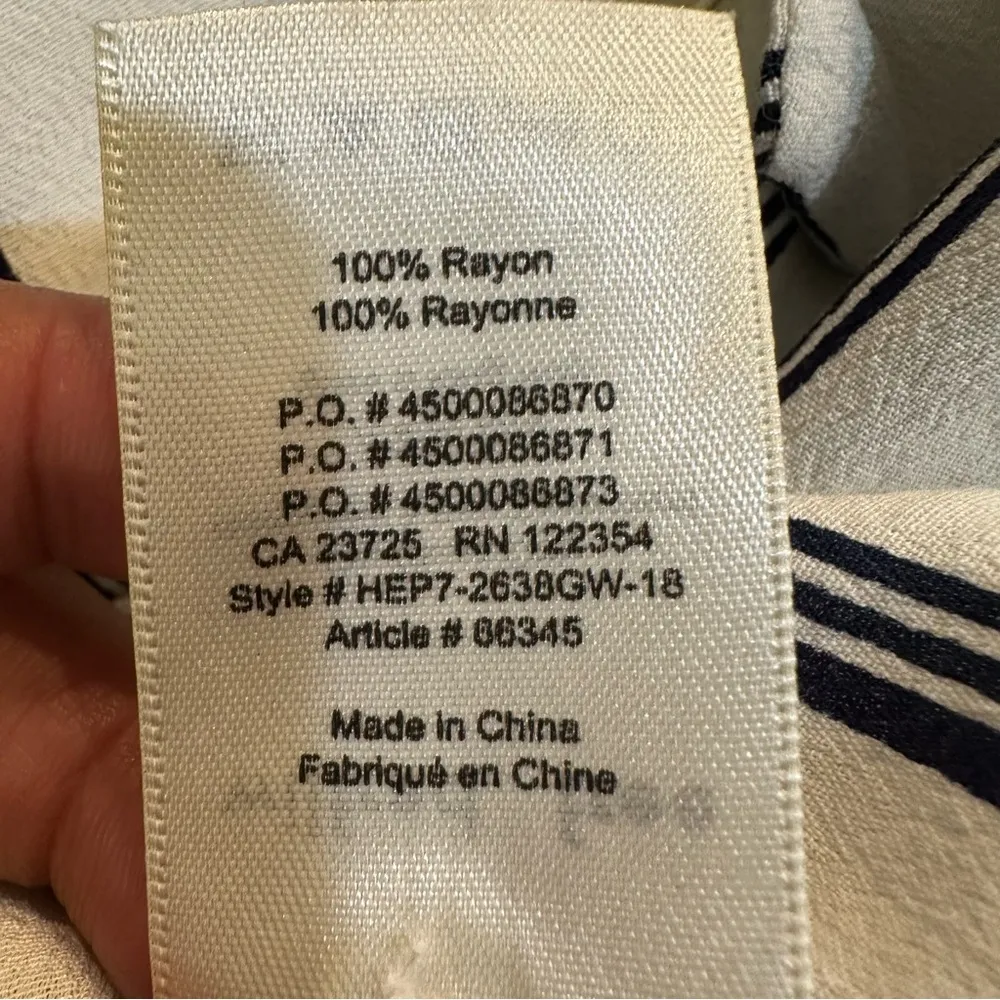 100% Rayon
100% Rayonne
P.O. # 4500086870
P.O. # 4500086871
P.O. # 4500086873
CA 23725 RN 122354
Style # HEP7-2638GW-18
Article # 66345
Made in China
Fabriqué en Chine